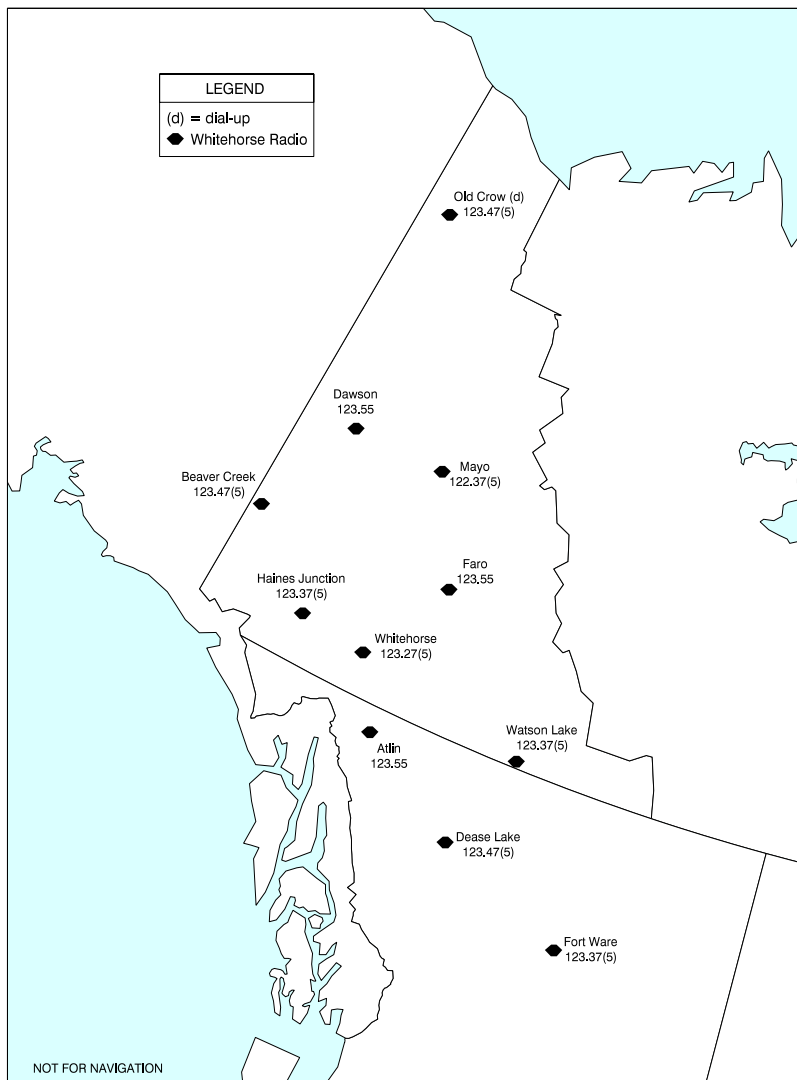 LEGEND
(d) = dial-up
Whitehorse Radio
Old Crow (d)
123.47(5)
Dawson
123.55
Mayo
122.37(5)
Beaver Creek
123.47(5)
Faro
123.55
Haines Junction
123.37(5)
Whitehorse
123.27(5)
Watson Lake
123.37(5)
Atlin
123.55
Dease Lake
123.47(5)
Fort Ware
123.37(5)
NOT FOR NAVIGATION